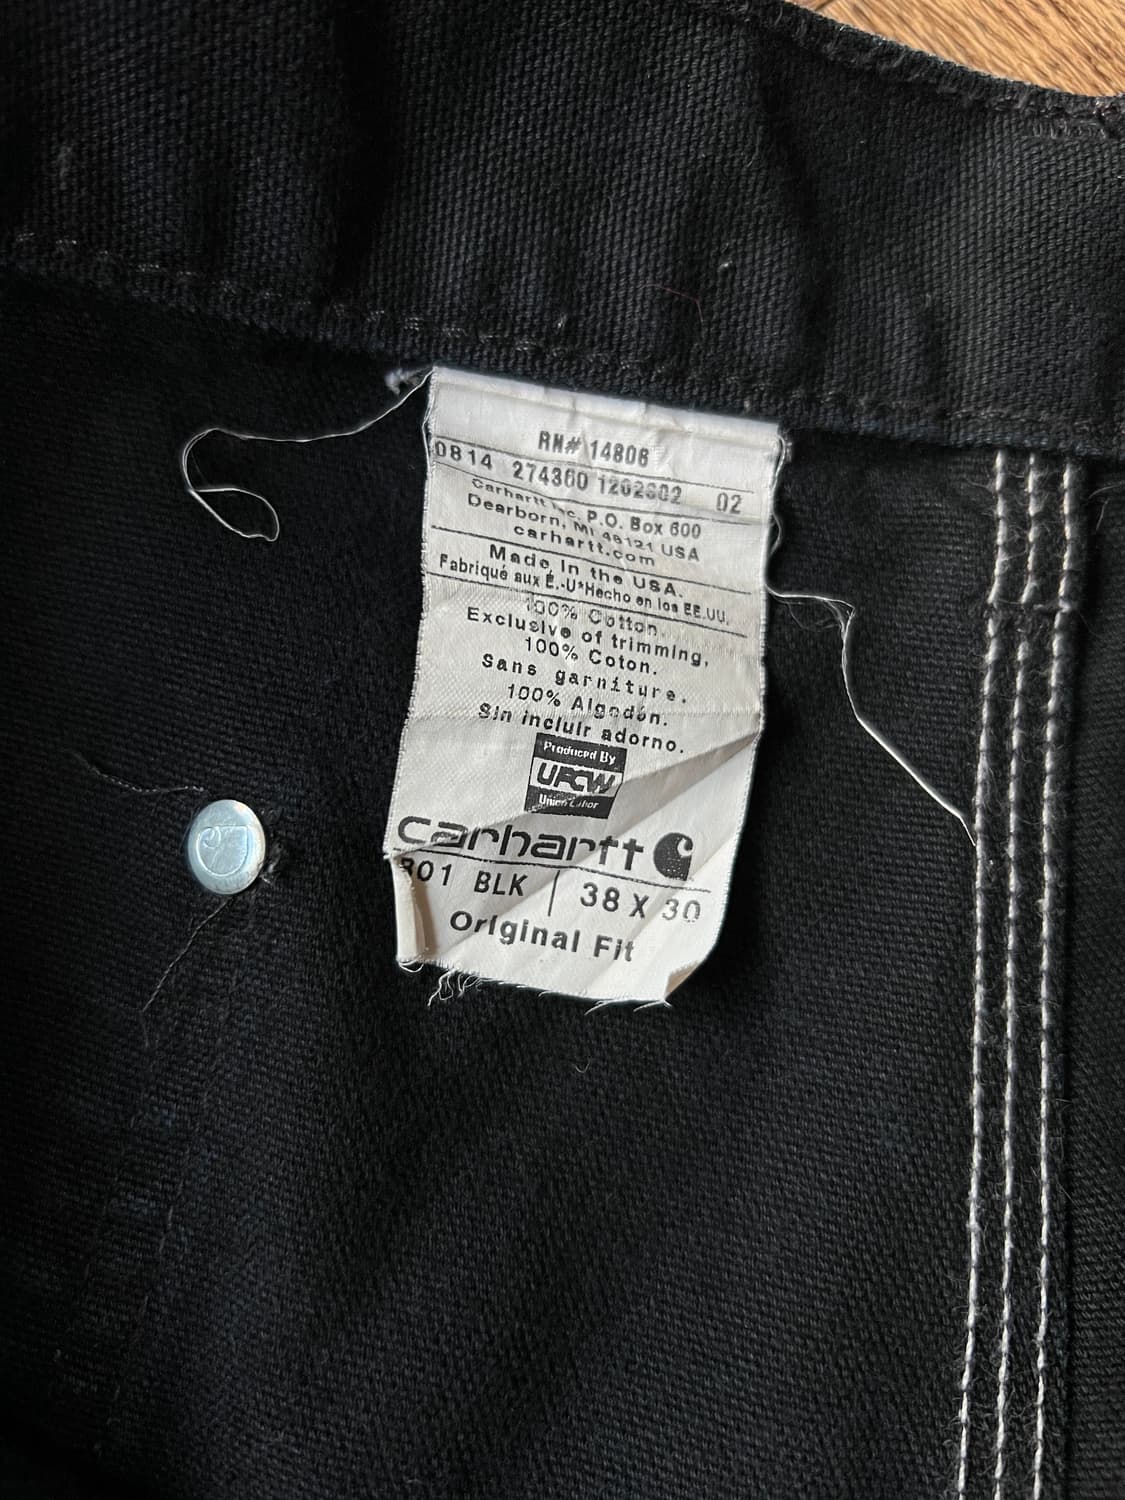 RN# 14806
0814 274360 1202602 02
Carhartt Inc, P.O. Box 600
Dearborn, MI 48121 USA
carhartt.com
Made In the USA.
Fabriqué aux É.-U*Hecho en los EE.UU.
100% Cotton.
Exclusive of trimming,
100% Coton.
Sans garniture.
100% Algodón.
Sin incluir adorno.
Produced By
UFCW
Union Labor
carhartt
BLK | 38 X 30
Original Fit